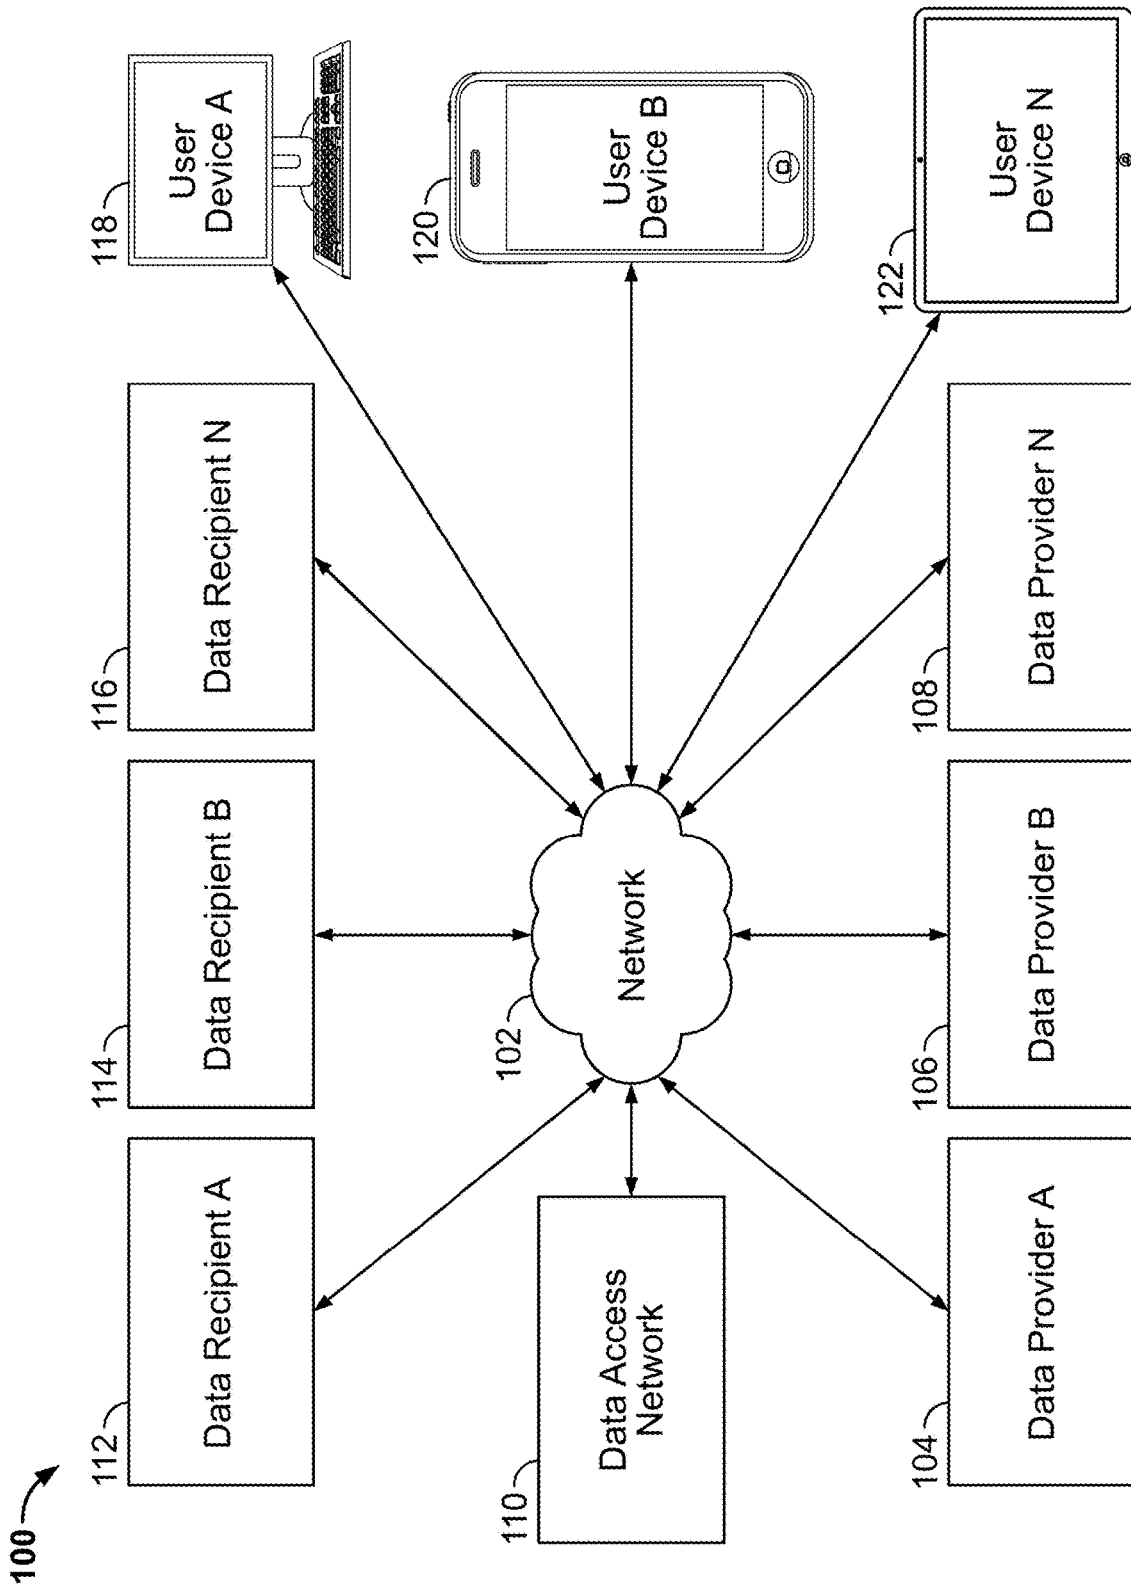 100
112
Data Recipient A
114
Data Recipient B
116
Data Recipient N
118
User
Device A
110
Data Access
Network
102
Network
120
User
Device B
104
Data Provider A
106
Data Provider B
108
Data Provider N
122
User
Device N